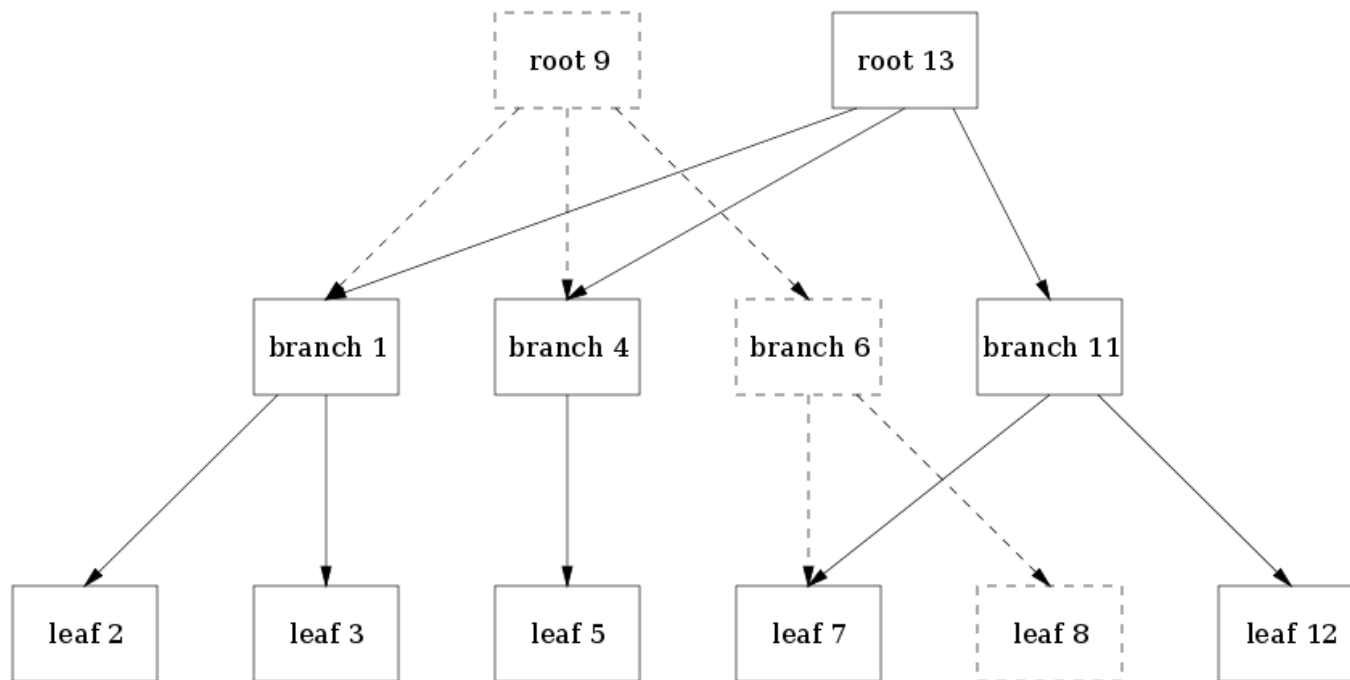 root 9
root 13
branch 1
branch 4
branch 6
branch 11
leaf 2
leaf 3
leaf 5
leaf 7
leaf 8
leaf 12